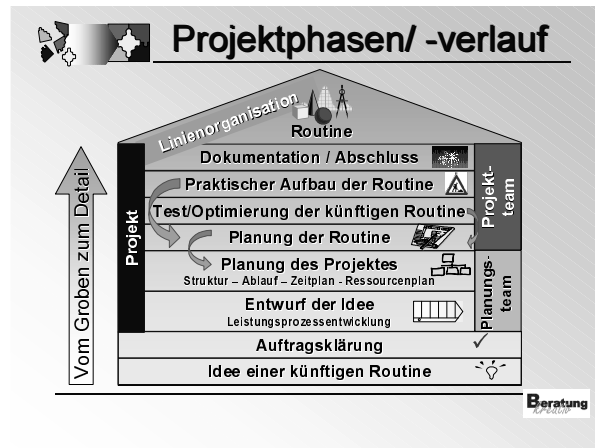 Projektphasen/ -verlauf
Linienorganisation
Routine
Dokumentation / Abschluss
Praktischer Aufbau der Routine
Test/Optimierung der künftigen Routine
Planung der Routine
Planung des Projektes
Struktur – Ablauf – Zeitplan - Ressourcenplan
Entwurf der Idee
Leistungsprozessentwicklung
Auftragsklärung
Idee einer künftigen Routine
Vom Groben zum Detail
Projekt
Projekt-
team
Planungs-
team
Beratung
kreativ